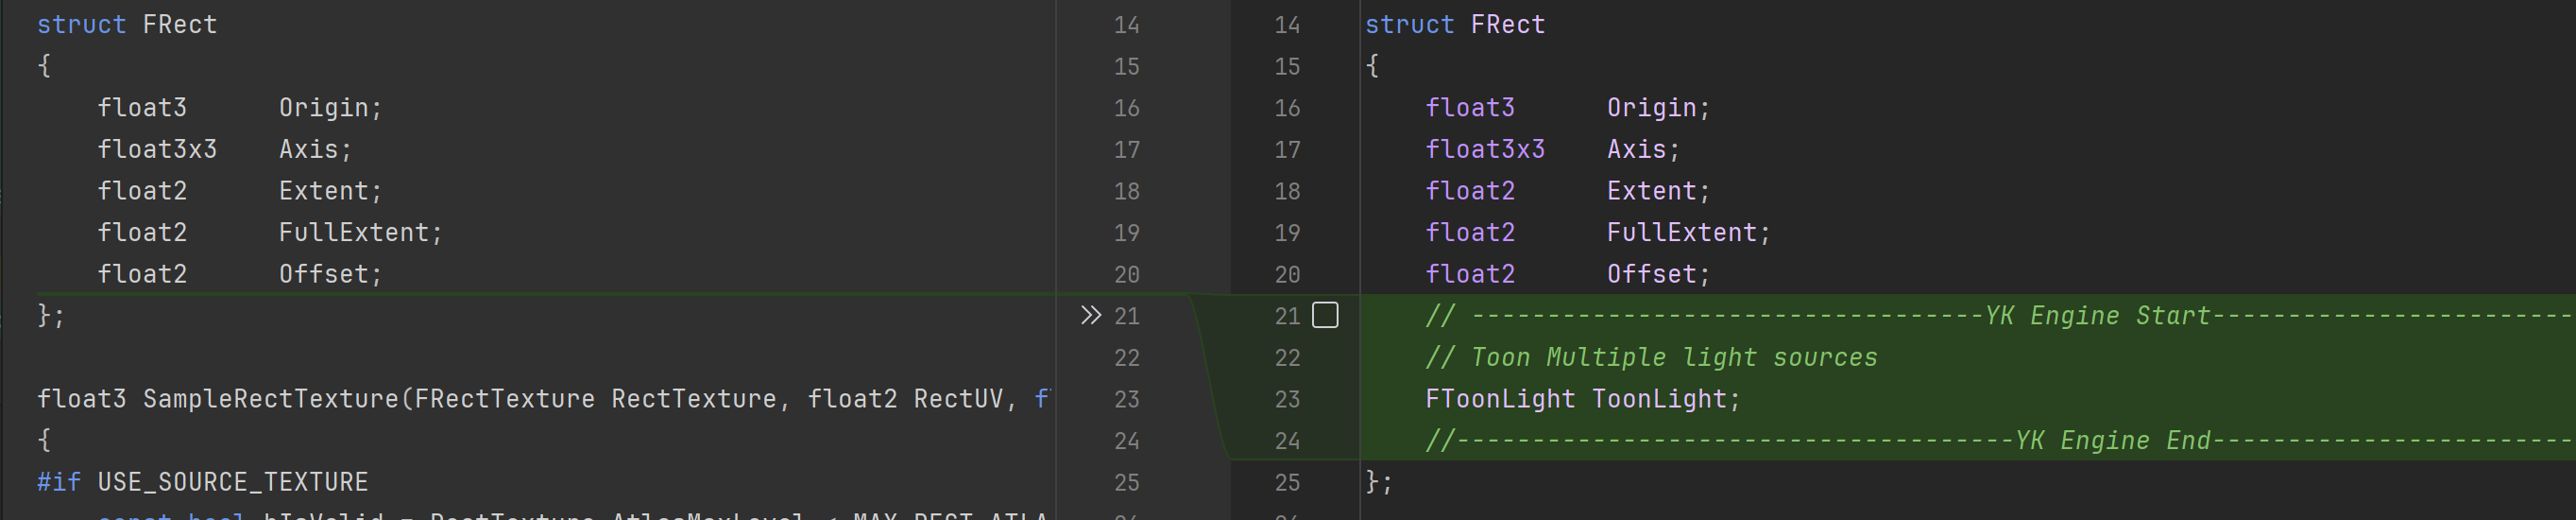 struct FRect 14 14 struct FRect
{ 15 15 {
float3 Origin; 16 16 float3 Origin;
float3x3 Axis; 17 17 float3x3 Axis;
float2 Extent; 18 18 float2 Extent;
float2 FullExtent; 19 19 float2 FullExtent;
float2 Offset; 20 20 float2 Offset;
}; 21 21 // ----------------------------------YK Engine Start------------------------
22 22 // Toon Multiple light sources
float3 SampleRectTexture(FRectTexture RectTexture, float2 RectUV, 23 23 FToonLight ToonLight;
{ 24 24 //-------------------------------------YK Engine End------------------------
#if USE_SOURCE_TEXTURE 25 25 };